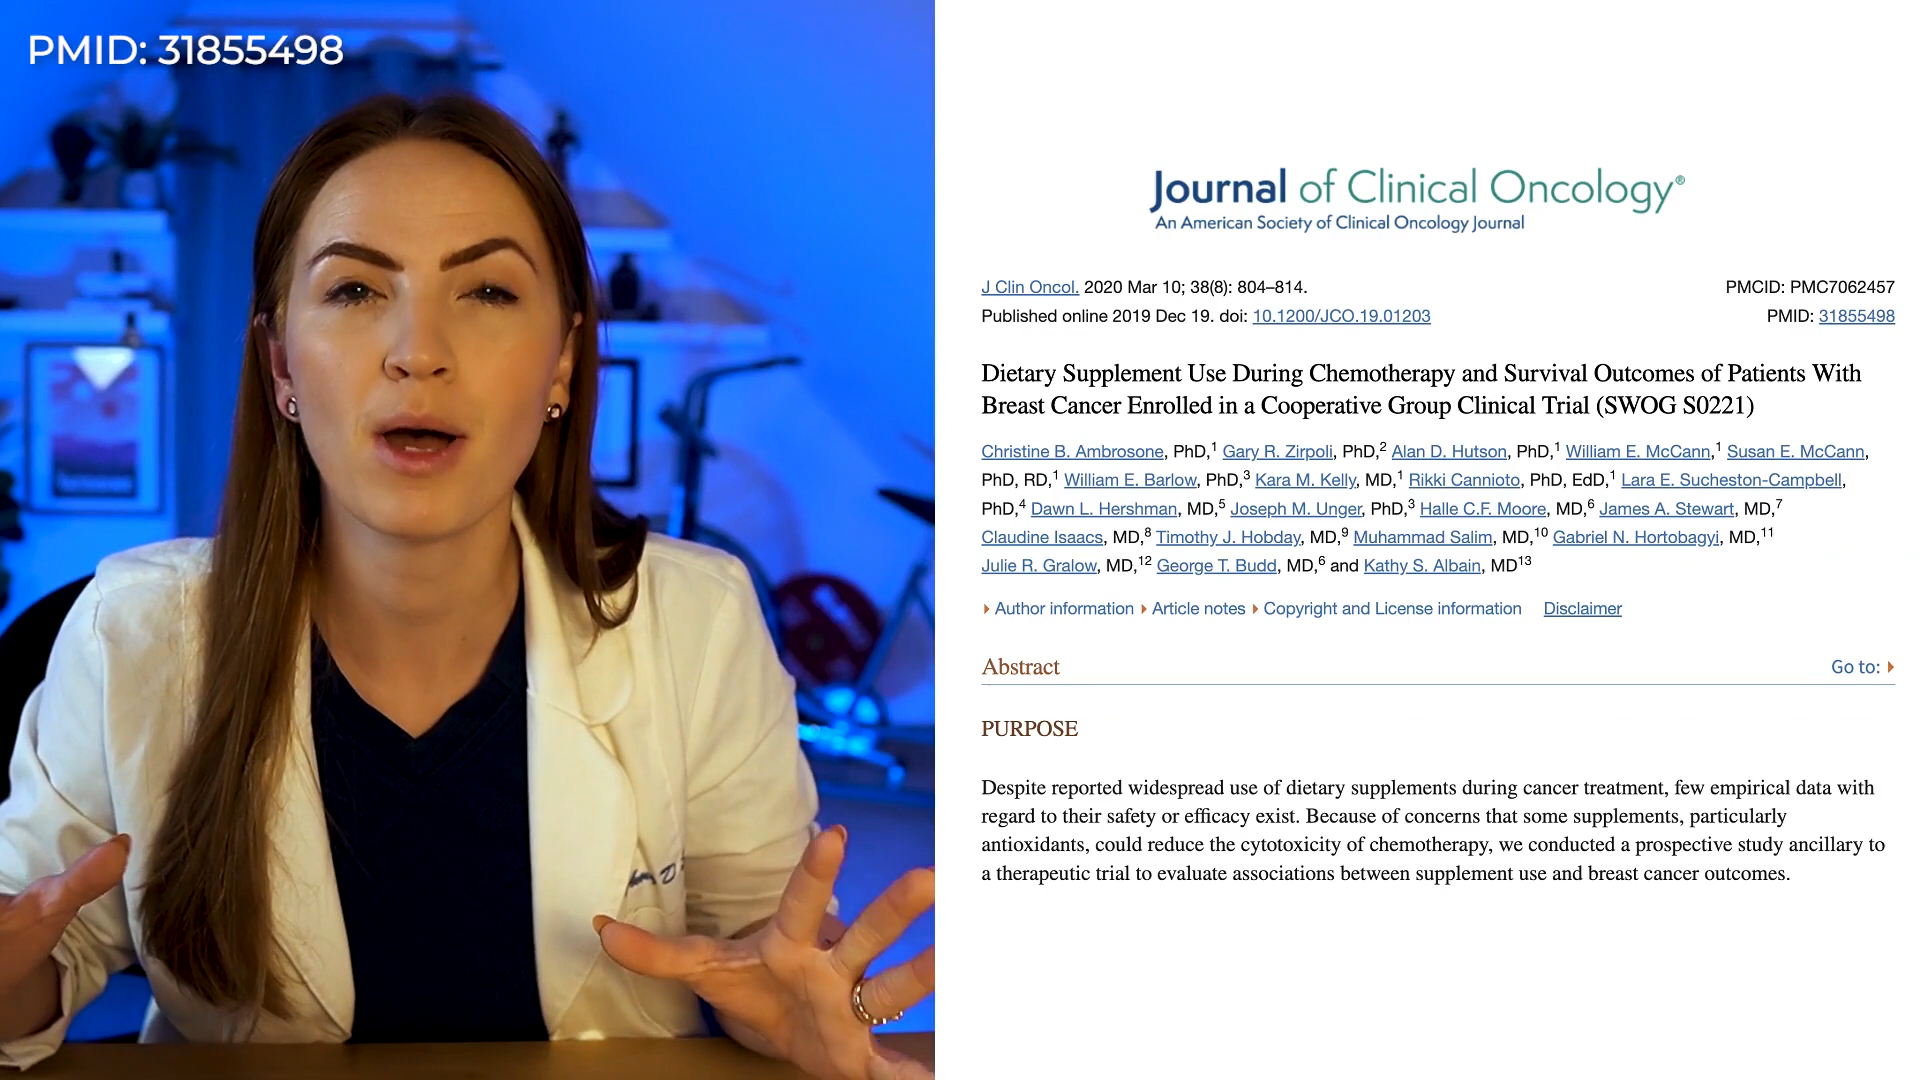 PMID: 31855498
Journal of Clinical Oncology®
An American Society of Clinical Oncology Journal
J Clin Oncol. 2020 Mar 10; 38(8): 804–814. PMCID: PMC7062457
Published online 2019 Dec 19. doi: 10.1200/JCO.19.01203 PMID: 31855498
Dietary Supplement Use During Chemotherapy and Survival Outcomes of Patients With
Breast Cancer Enrolled in a Cooperative Group Clinical Trial (SWOG S0221)
Christine B. Ambrosone, PhD,1 Gary R. Zirpoli, PhD,2 Alan D. Hutson, PhD,1 William E. McCann,1 Susan E. McCann,
PhD, RD,1 William E. Barlow, PhD,3 Kara M. Kelly, MD,1 Rikki Cannioto, PhD, EdD,1 Lara E. Sucheston-Campbell,
PhD,4 Dawn L. Hershman, MD,5 Joseph M. Unger, PhD,3 Halle C.F. Moore, MD,6 James A. Stewart, MD,7
Claudine Isaacs, MD,8 Timothy J. Hobday, MD,9 Muhammad Salim, MD,10 Gabriel N. Hortobagyi, MD,11
Julie R. Gralow, MD,12 George T. Budd, MD,6 and Kathy S. Albain, MD13
Author information Article notes Copyright and License information Disclaimer
Abstract Go to:
PURPOSE
Despite reported widespread use of dietary supplements during cancer treatment, few empirical data with
regard to their safety or efficacy exist. Because of concerns that some supplements, particularly
antioxidants, could reduce the cytotoxicity of chemotherapy, we conducted a prospective study ancillary to
a therapeutic trial to evaluate associations between supplement use and breast cancer outcomes.